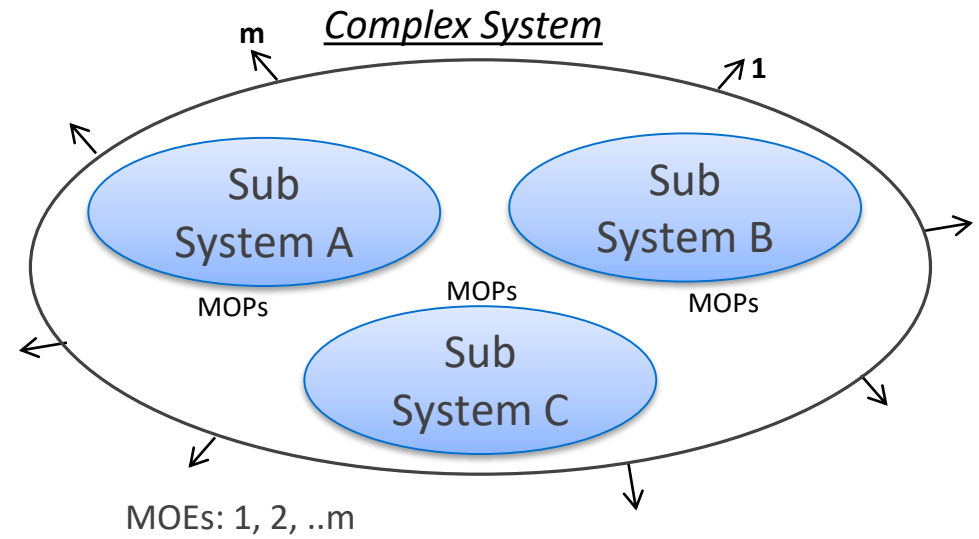 Complex System
m
1
Sub
System A
Sub
System B
MOPs
MOPs
MOPs
Sub
System C
MOEs: 1, 2, ..m